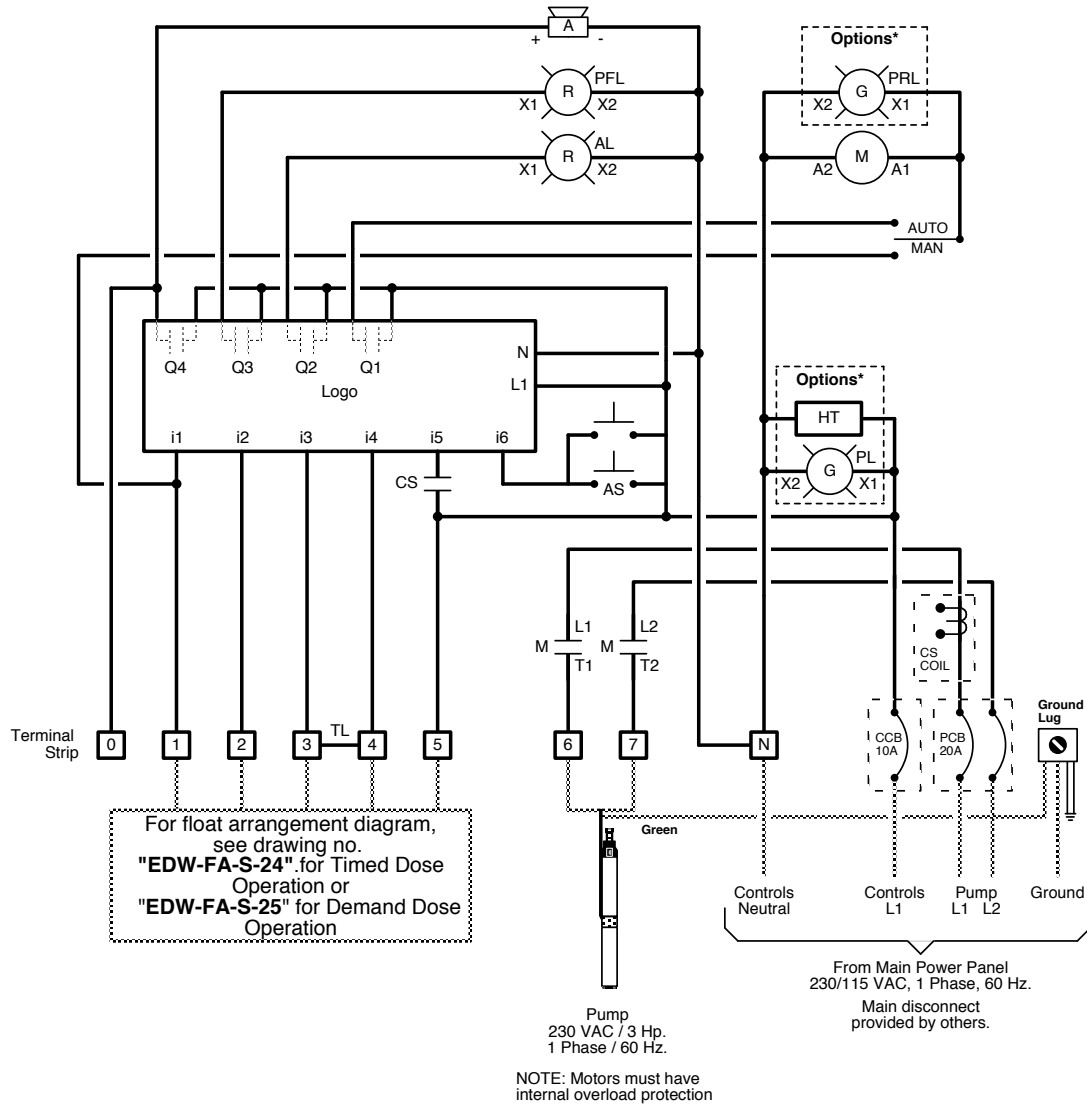 A
+ -
Options*
PFL
R
X1 X2
PRL
G
X2 X1
AL
R
X1 X2
M
A2 A1
AUTO
MAN
Q4 Q3 Q2 Q1
N
L1
Logo
i1 i2 i3 i4 i5 i6
CS
AS
Options*
HT
PL
G
X2 X1
L1
M
T1
L2
M
T2
CS
COIL
CCB
10A
PCB
20A
Ground
Lug
Terminal
Strip
0 1 2 3 TL 4 5 6 7 N
For float arrangement diagram,
see drawing no.
"EDW-FA-S-24".for Timed Dose
Operation or
"EDW-FA-S-25" for Demand Dose
Operation
Green
Controls
Neutral
Controls
L1
Pump
L1 L2
Ground
From Main Power Panel
230/115 VAC, 1 Phase, 60 Hz.
Main disconnect
provided by others.
Pump
230 VAC / 3 Hp.
1 Phase / 60 Hz.
NOTE: Motors must have
internal overload protection